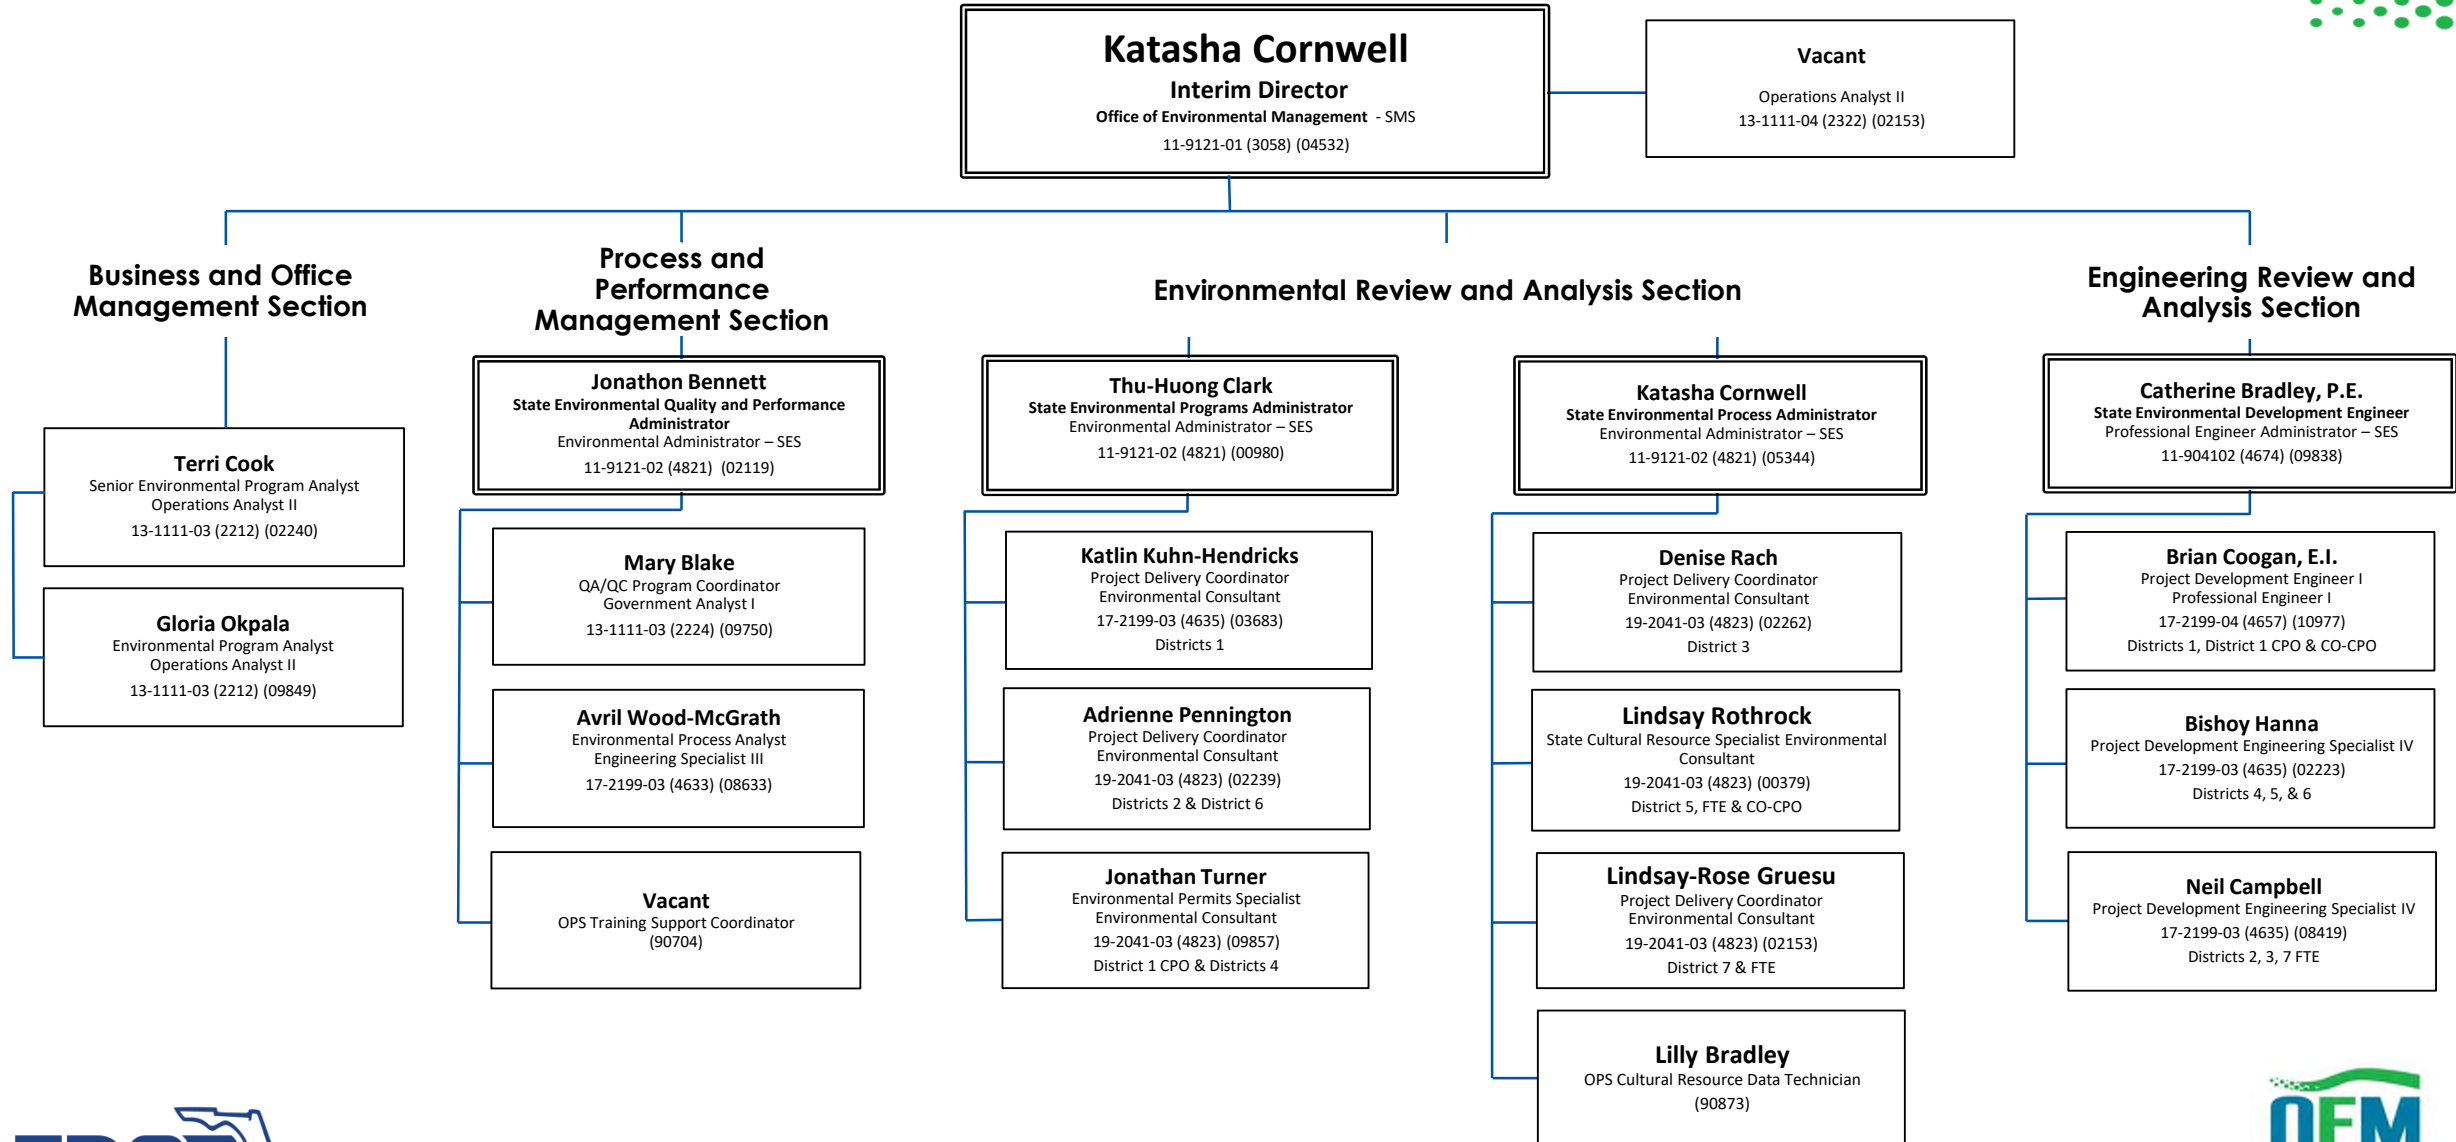 Katasha Cornwell
Interim Director
Office of Environmental Management - SMS
11-9121-01 (3058) (04532)
Vacant
Operations Analyst II
13-1111-04 (2322) (02153)
Business and Office
Management Section
Terri Cook
Senior Environmental Program Analyst
Operations Analyst II
13-1111-03 (2212) (02240)
Gloria Okpala
Environmental Program Analyst
Operations Analyst II
13-1111-03 (2212) (09849)
Process and
Performance
Management Section
Jonathon Bennett
State Environmental Quality and Performance
Administrator
Environmental Administrator – SES
11-9121-02 (4821) (02119)
Mary Blake
QA/QC Program Coordinator
Government Analyst I
13-1111-03 (2224) (09750)
Avril Wood-McGrath
Environmental Process Analyst
Engineering Specialist III
17-2199-03 (4633) (08633)
Vacant
OPS Training Support Coordinator
(90704)
Environmental Review and Analysis Section
Thu-Huong Clark
State Environmental Programs Administrator
Environmental Administrator – SES
11-9121-02 (4821) (00980)
Katlin Kuhn-Hendricks
Project Delivery Coordinator
Environmental Consultant
17-2199-03 (4635) (03683)
Districts 1
Adrienne Pennington
Project Delivery Coordinator
Environmental Consultant
19-2041-03 (4823) (02239)
Districts 2 & District 6
Jonathan Turner
Environmental Permits Specialist
Environmental Consultant
19-2041-03 (4823) (09857)
District 1 CPO & Districts 4
Katasha Cornwell
State Environmental Process Administrator
Environmental Administrator – SES
11-9121-02 (4821) (05344)
Denise Rach
Project Delivery Coordinator
Environmental Consultant
19-2041-03 (4823) (02262)
District 3
Lindsay Rothrock
State Cultural Resource Specialist Environmental
Consultant
19-2041-03 (4823) (00379)
District 5, FTE & CO-CPO
Lindsay-Rose Gruesu
Project Delivery Coordinator
Environmental Consultant
19-2041-03 (4823) (02153)
District 7 & FTE
Lilly Bradley
OPS Cultural Resource Data Technician
(90873)
Engineering Review and
Analysis Section
Catherine Bradley, P.E.
State Environmental Development Engineer
Professional Engineer Administrator – SES
11-904102 (4674) (09838)
Brian Coogan, E.I.
Project Development Engineer I
Professional Engineer I
17-2199-04 (4657) (10977)
Districts 1, District 1 CPO & CO-CPO
Bishoy Hanna
Project Development Engineering Specialist IV
17-2199-03 (4635) (02223)
Districts 4, 5, & 6
Neil Campbell
Project Development Engineering Specialist IV
17-2199-03 (4635) (08419)
Districts 2, 3, 7 FTE
OEM